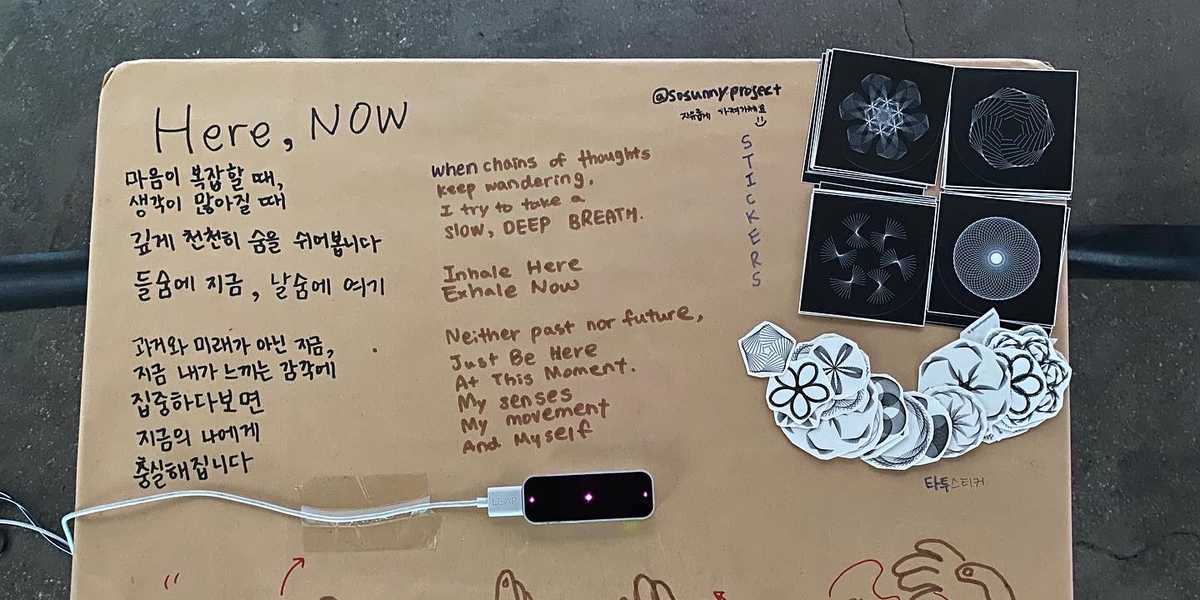 Here, NOW
마음이 복잡할 때,
생각이 많아질 때
깊게 천천히 숨을 쉬어봅니다
들숨에 지금, 날숨에 여기
과거와 미래가 아닌 지금,
지금 내가 느끼는 감각에
집중하다보면
지금의 나에게
충실해집니다
when chains of thoughts
keep wandering,
I try to take a
slow, DEEP BREATH.
Inhale Here
Exhale Now
Neither past nor future,
Just Be Here
At This Moment.
My senses
My movement
And Myself
@sosunny.project
자유롭게 가져가세요
STICKERS
타투스티커
LEAP